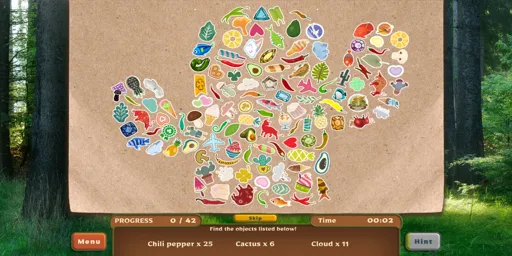 PROGRESS 0 / 42 Skip Time 00:02
Find the objects listed below!
Menu Chili pepper x 25 Cactus x 6 Cloud x 11 Hint